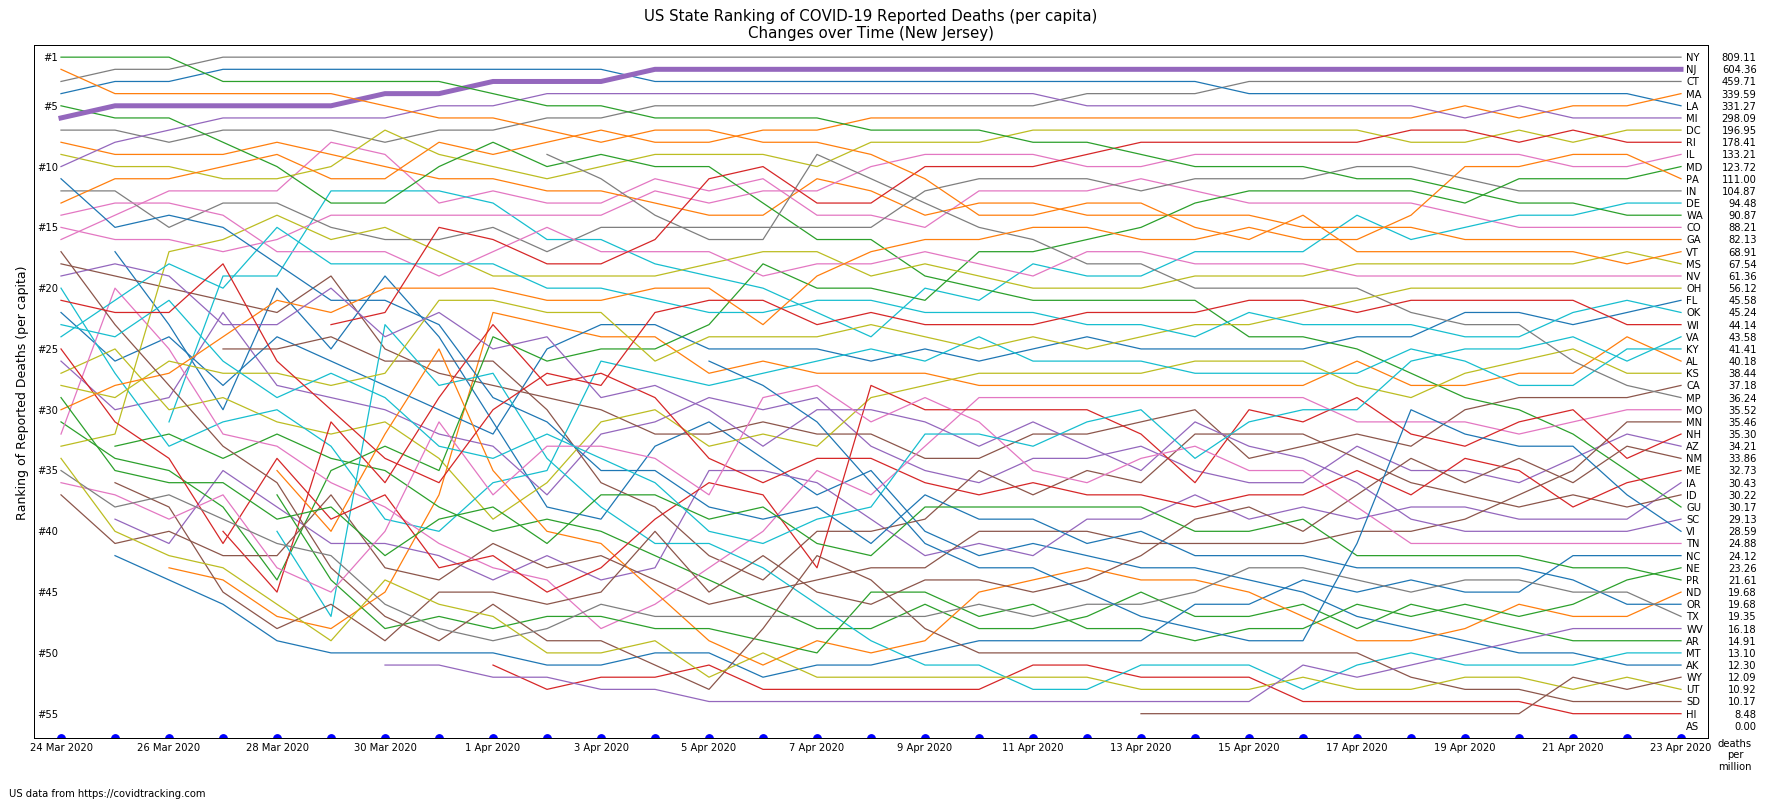 US State Ranking of COVID-19 Reported Deaths (per capita)
Changes over Time (New Jersey)
Ranking of Reported Deaths (per capita)
#1
#5
#10
#15
#20
#25
#30
#35
#40
#45
#50
#55
NY 809.11
NJ 604.36
CT 459.71
MA 339.59
LA 331.27
MI 298.09
DC 196.95
RI 178.41
IL 133.21
MD 123.72
PA 111.00
IN 104.87
DE 94.48
WA 90.87
CO 88.21
GA 82.13
VT 68.91
MS 67.54
NV 61.36
OH 56.12
FL 45.58
OK 45.24
WI 44.14
VA 43.58
KY 41.41
AL 40.18
KS 38.44
CA 37.18
MP 36.24
MO 35.52
MN 35.46
NH 35.30
AZ 34.21
NM 33.86
ME 32.73
IA 30.43
ID 30.22
GU 30.17
SC 29.13
VI 28.59
TN 24.88
NC 24.12
NE 23.26
PR 21.61
ND 19.68
OR 19.68
TX 19.35
WV 16.18
AR 14.91
MT 13.10
AK 12.30
WY 12.09
UT 10.92
SD 10.17
HI 8.48
AS 0.00
24 Mar 2020 26 Mar 2020 28 Mar 2020 30 Mar 2020 1 Apr 2020 3 Apr 2020 5 Apr 2020 7 Apr 2020 9 Apr 2020 11 Apr 2020 13 Apr 2020 15 Apr 2020 17 Apr 2020 19 Apr 2020 21 Apr 2020 23 Apr 2020
deaths
per
million
US data from https://covidtracking.com